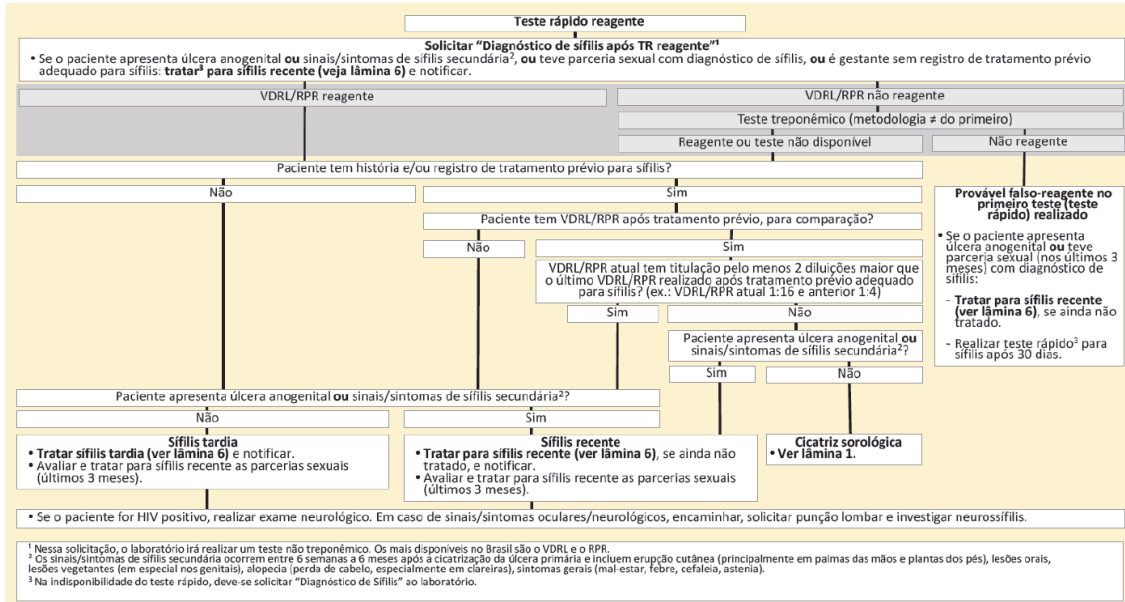 Teste rápido reagente
Solicitar “Diagnóstico de sífilis após TR reagente”¹
• Se o paciente apresenta úlcera anogenital ou sinais/sintomas de sífilis secundária², ou teve parceria sexual com diagnóstico de sífilis, ou é gestante sem registro de tratamento prévio
adequado para sífilis: tratar³ para sífilis recente (veja lâmina 6) e notificar.
VDRL/RPR reagente
VDRL/RPR não reagente
Teste treponêmico (metodologia ≠ do primeiro)
Reagente ou teste não disponível
Não reagente
Paciente tem história e/ou registro de tratamento prévio para sífilis?
Não
Sim
Paciente tem VDRL/RPR após tratamento prévio, para comparação?
Não
Sim
VDRL/RPR atual tem titulação pelo menos 2 diluições maior que
o último VDRL/RPR realizado após tratamento prévio adequado
para sífilis? (ex.: VDRL/RPR atual 1:16 e anterior 1:4)
Sim
Não
Paciente apresenta úlcera anogenital ou
sinais/sintomas de sífilis secundária²?
Sim
Não
Provável falso-reagente no
primeiro teste (teste
rápido) realizado
• Se o paciente apresenta
úlcera anogenital ou teve
parceria sexual (nos últimos 3
meses) com diagnóstico de
sífilis:
- Tratar para sífilis recente
(ver lâmina 6), se ainda não
tratado.
- Realizar teste rápido³ para
sífilis após 30 dias.
Paciente apresenta úlcera anogenital ou sinais/sintomas de sífilis secundária²?
Não
Sim
Sífilis tardia
• Tratar sífilis tardia (ver lâmina 6) e notificar.
• Avaliar e tratar para sífilis recente as parcerias sexuais
(últimos 3 meses).
Sífilis recente
• Tratar para sífilis recente (ver lâmina 6), se ainda não
tratado, e notificar.
• Avaliar e tratar para sífilis recente as parcerias sexuais
(últimos 3 meses).
Cicatriz sorológica
• Ver lâmina 1.
• Se o paciente for HIV positivo, realizar exame neurológico. Em caso de sinais/sintomas oculares/neurológicos, encaminhar, solicitar punção lombar e investigar neurossífilis.
¹ Nessa solicitação, o laboratório irá realizar um teste não treponêmico. Os mais disponíveis no Brasil são o VDRL e o RPR.
² Os sinais/sintomas de sífilis secundária ocorrem entre 6 semanas a 6 meses após a cicatrização da úlcera primária e incluem erupção cutânea (principalmente em palmas das mãos e plantas dos pés), lesões orais,
lesões vegetantes (em especial nos genitais), alopecia (perda de cabelo, especialmente em clareiras), sintomas gerais (mal-estar, febre, cefaleia, astenia).
³ Na indisponibilidade do teste rápido, deve-se solicitar “Diagnóstico de Sífilis” ao laboratório.